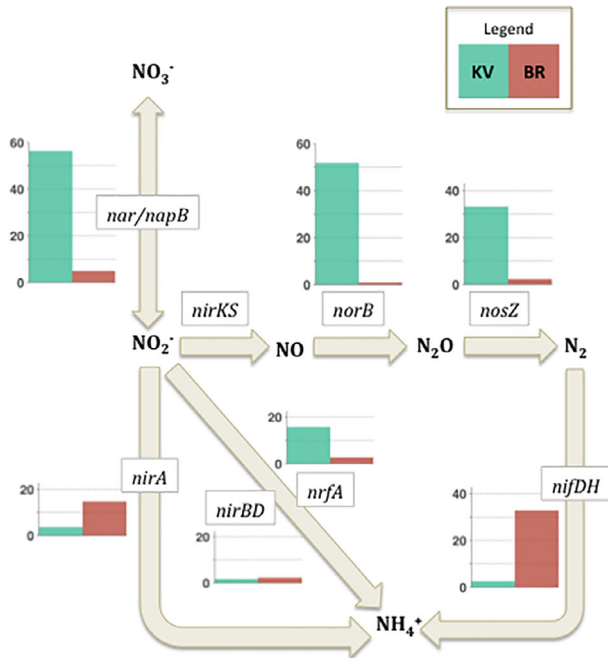 Legend
KV BR
NO₃⁻
60
40
20
0
nar/napB
60
40
20
0
norB
40
20
0
nosZ
nirKS
NO₂⁻
NO
N₂O
N₂
20
0
nirA
20
0
nirBD
20
0
nrfA
40
20
0
nifDH
NH₄⁺